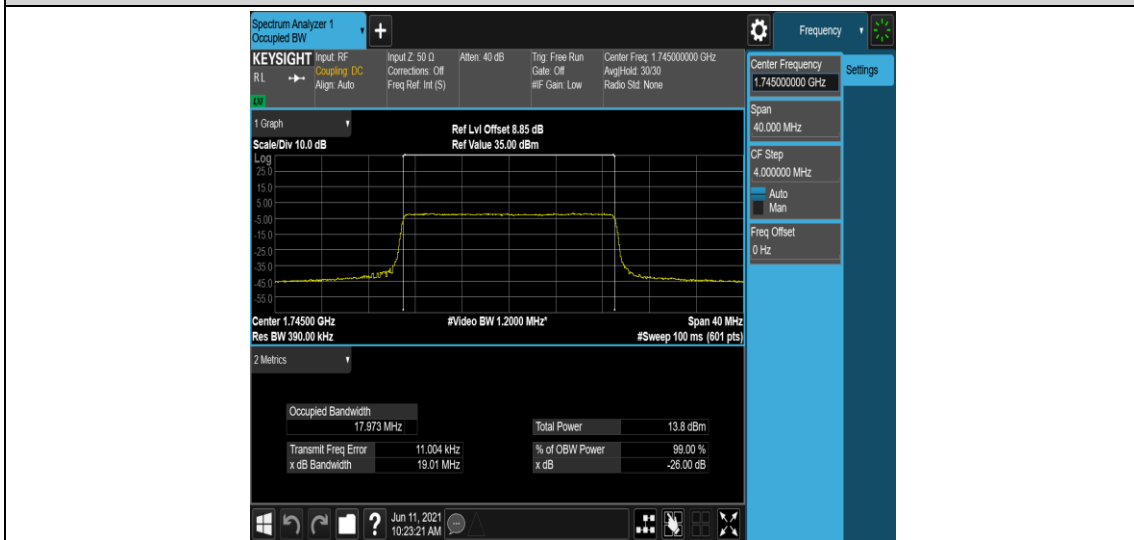 Spectrum Analyzer 1
Occupied BW
+
Frequency
KEYSIGHT
RL
LXI
Input: RF
Coupling: DC
Align: Auto
Input Z: 50 Ω
Corrections: Off
Freq Ref: Int (S)
Atten: 40 dB
Trig: Free Run
Gate: Off
#IF Gain: Low
Center Freq: 1.745000000 GHz
Avg|Hold: 30/30
Radio Std: None
Center Frequency
1.745000000 GHz
Settings
Span
40.000 MHz
CF Step
4.000000 MHz
Auto
Man
Freq Offset
0 Hz
1 Graph
Scale/Div 10.0 dB
Ref Lvl Offset 8.85 dB
Ref Value 35.00 dBm
Log
25.0
15.0
5.00
-5.00
-15.0
-25.0
-35.0
-45.0
-55.0
Center 1.74500 GHz
Res BW 390.00 kHz
#Video BW 1.2000 MHz*
Span 40 MHz
#Sweep 100 ms (601 pts)
2 Metrics
Occupied Bandwidth
17.973 MHz
Total Power 13.8 dBm
Transmit Freq Error 11.004 kHz
% of OBW Power 99.00 %
x dB Bandwidth 19.01 MHz
x dB -26.00 dB
?
Jun 11, 2021
10:23:21 AM